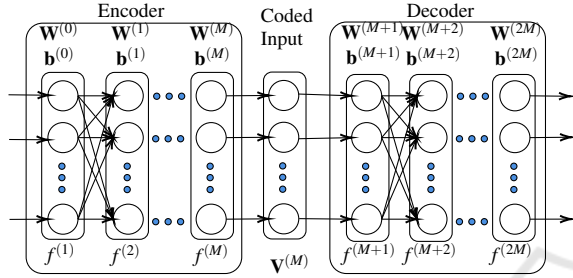 Encoder Coded Input Decoder
W^(0) W^(1) W^(M) W^(M+1) W^(M+2) W^(2M)
b^(0) b^(1) b^(M) b^(M+1) b^(M+2) b^(2M)
f^(1) f^(2) f^(M) V^(M) f^(M+1) f^(M+2) f^(2M)